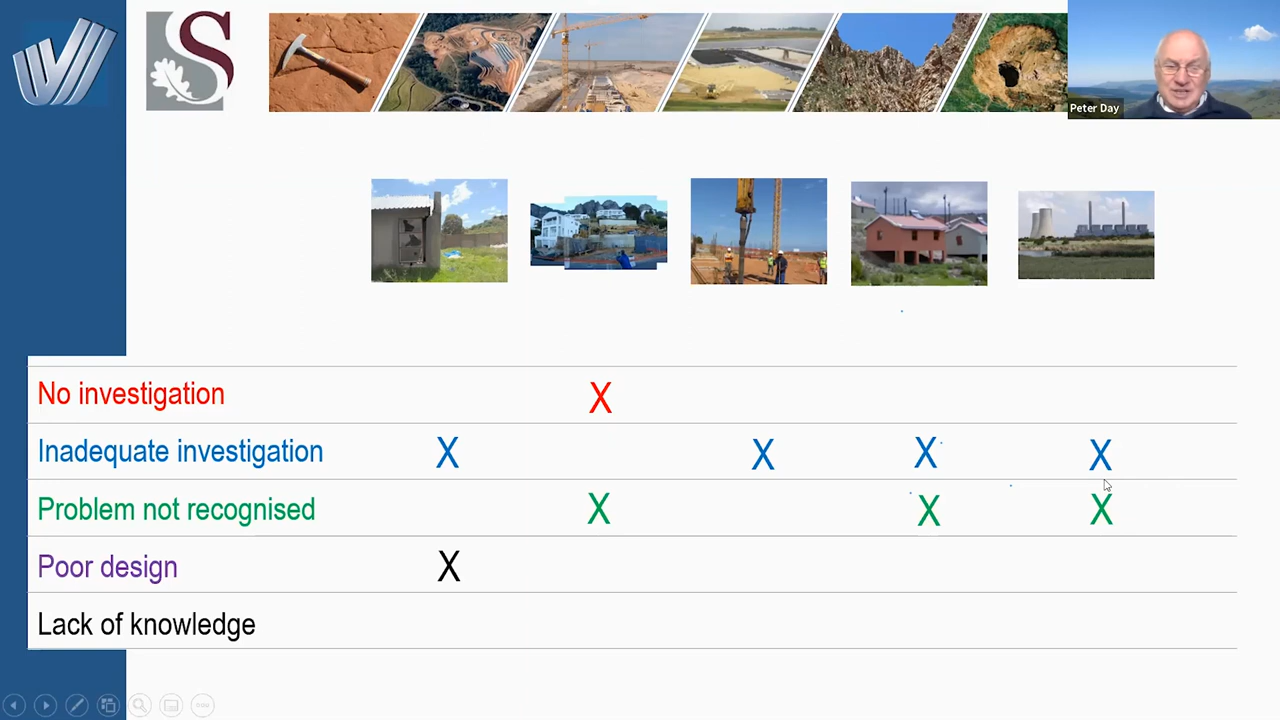 S
Peter Day
No investigation X
Inadequate investigation X X X X
Problem not recognised X X X
Poor design X
Lack of knowledge